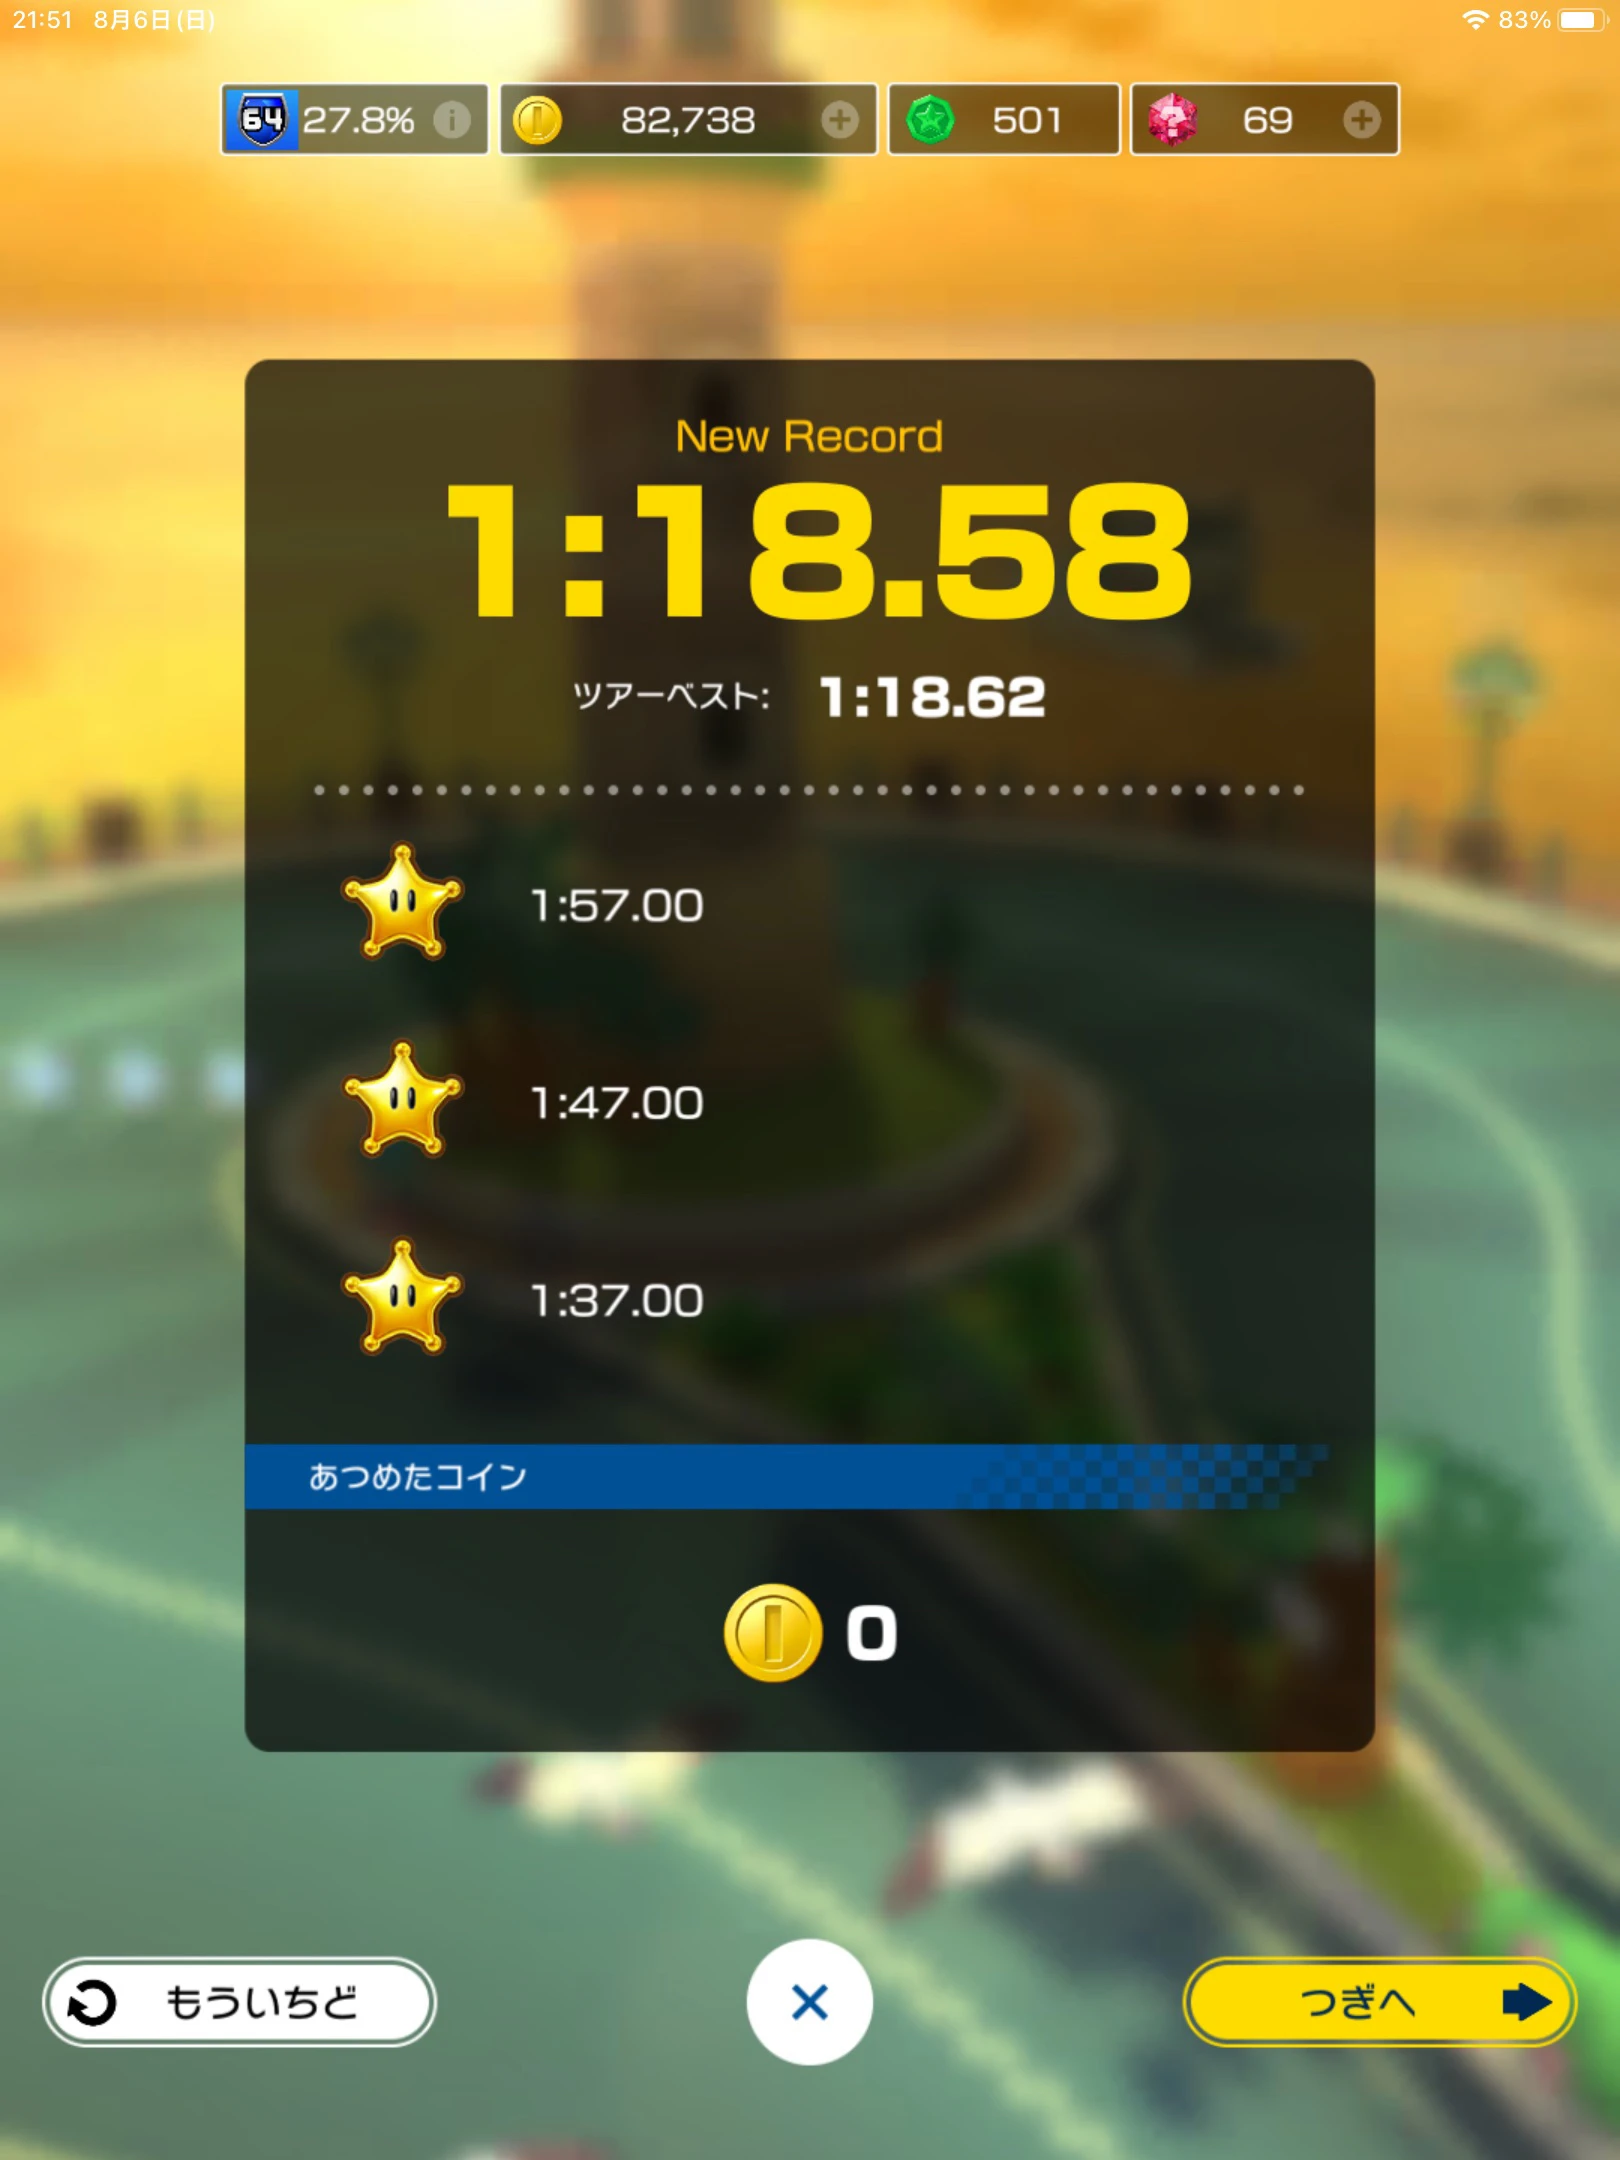 21:51 8月6日(日) 83%
64 27.8% i 82,738 + 501 ? 69 +
New Record
1:18.58
ツアーベスト: 1:18.62
1:57.00
1:47.00
1:37.00
あつめたコイン
0
もういちど × つぎへ